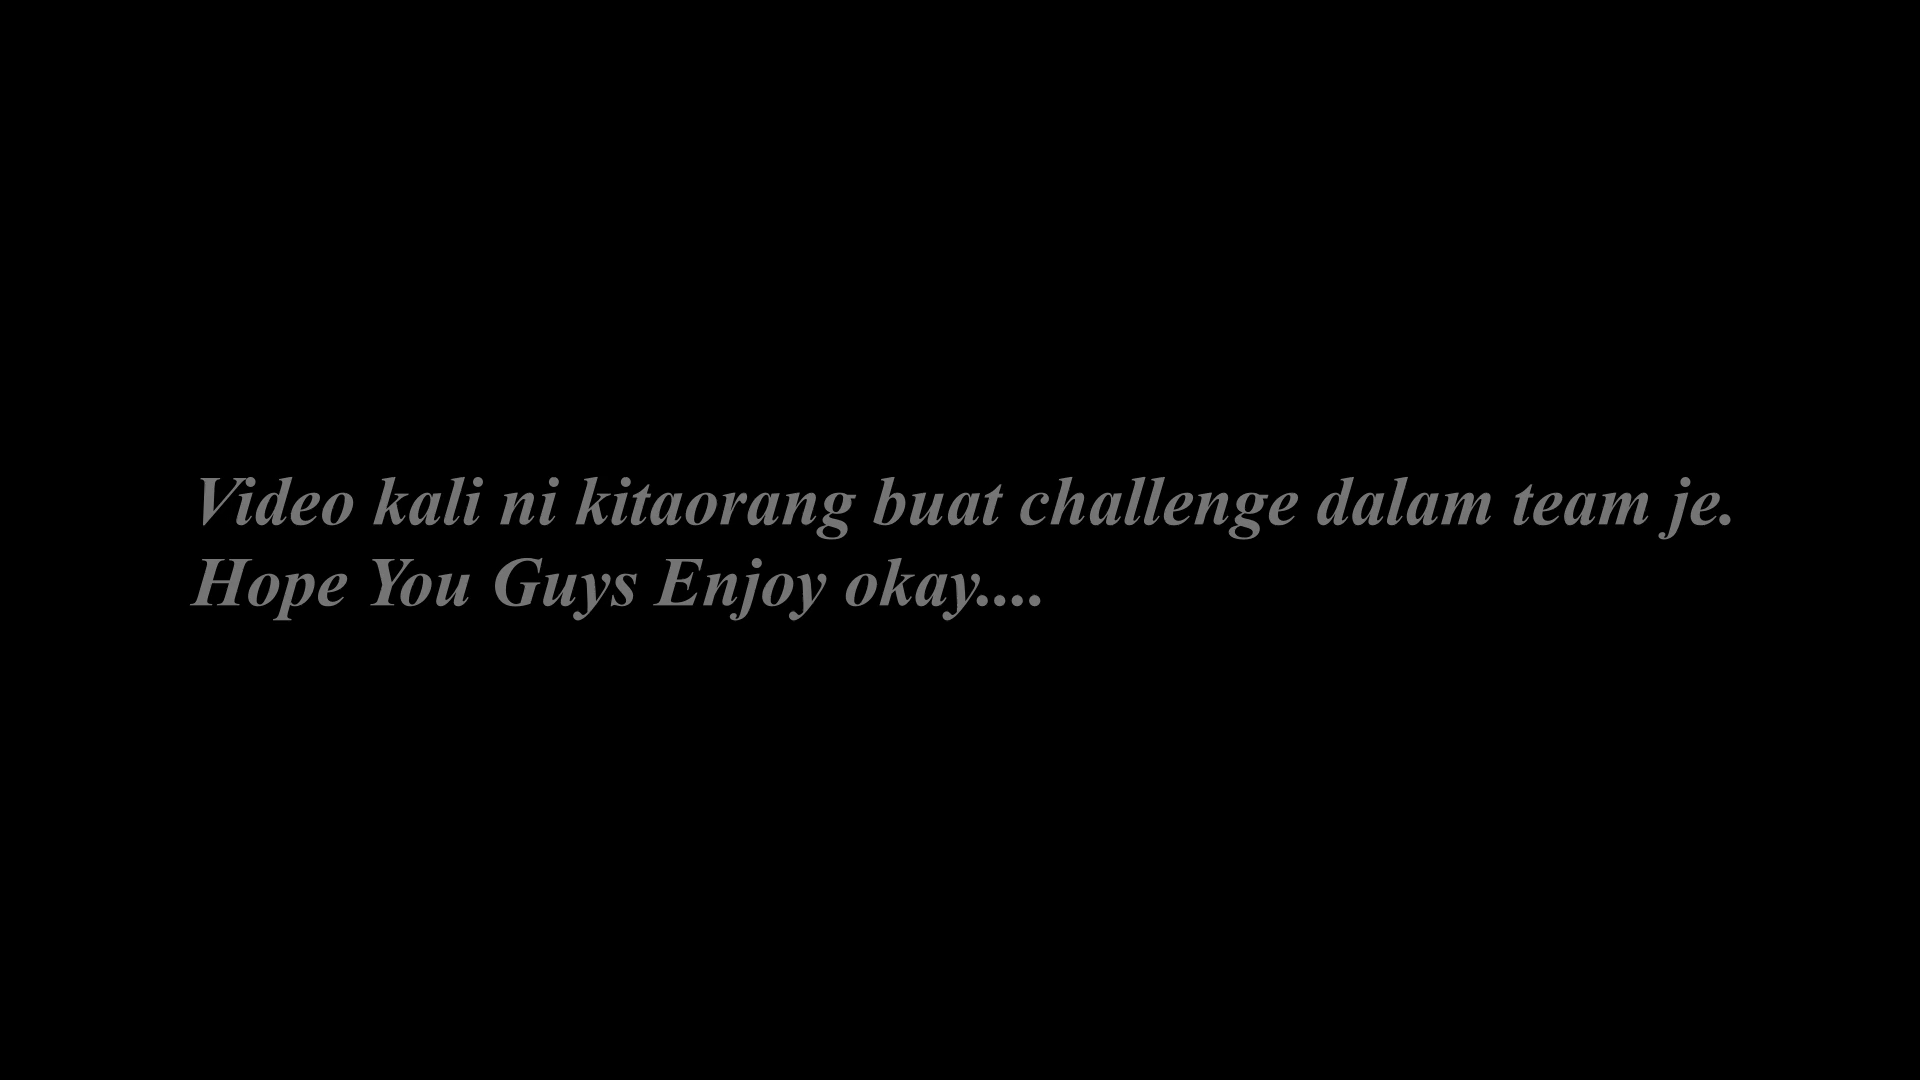 Video kali ni kitaorang buat challenge dalam team je.
Hope You Guys Enjoy okay....